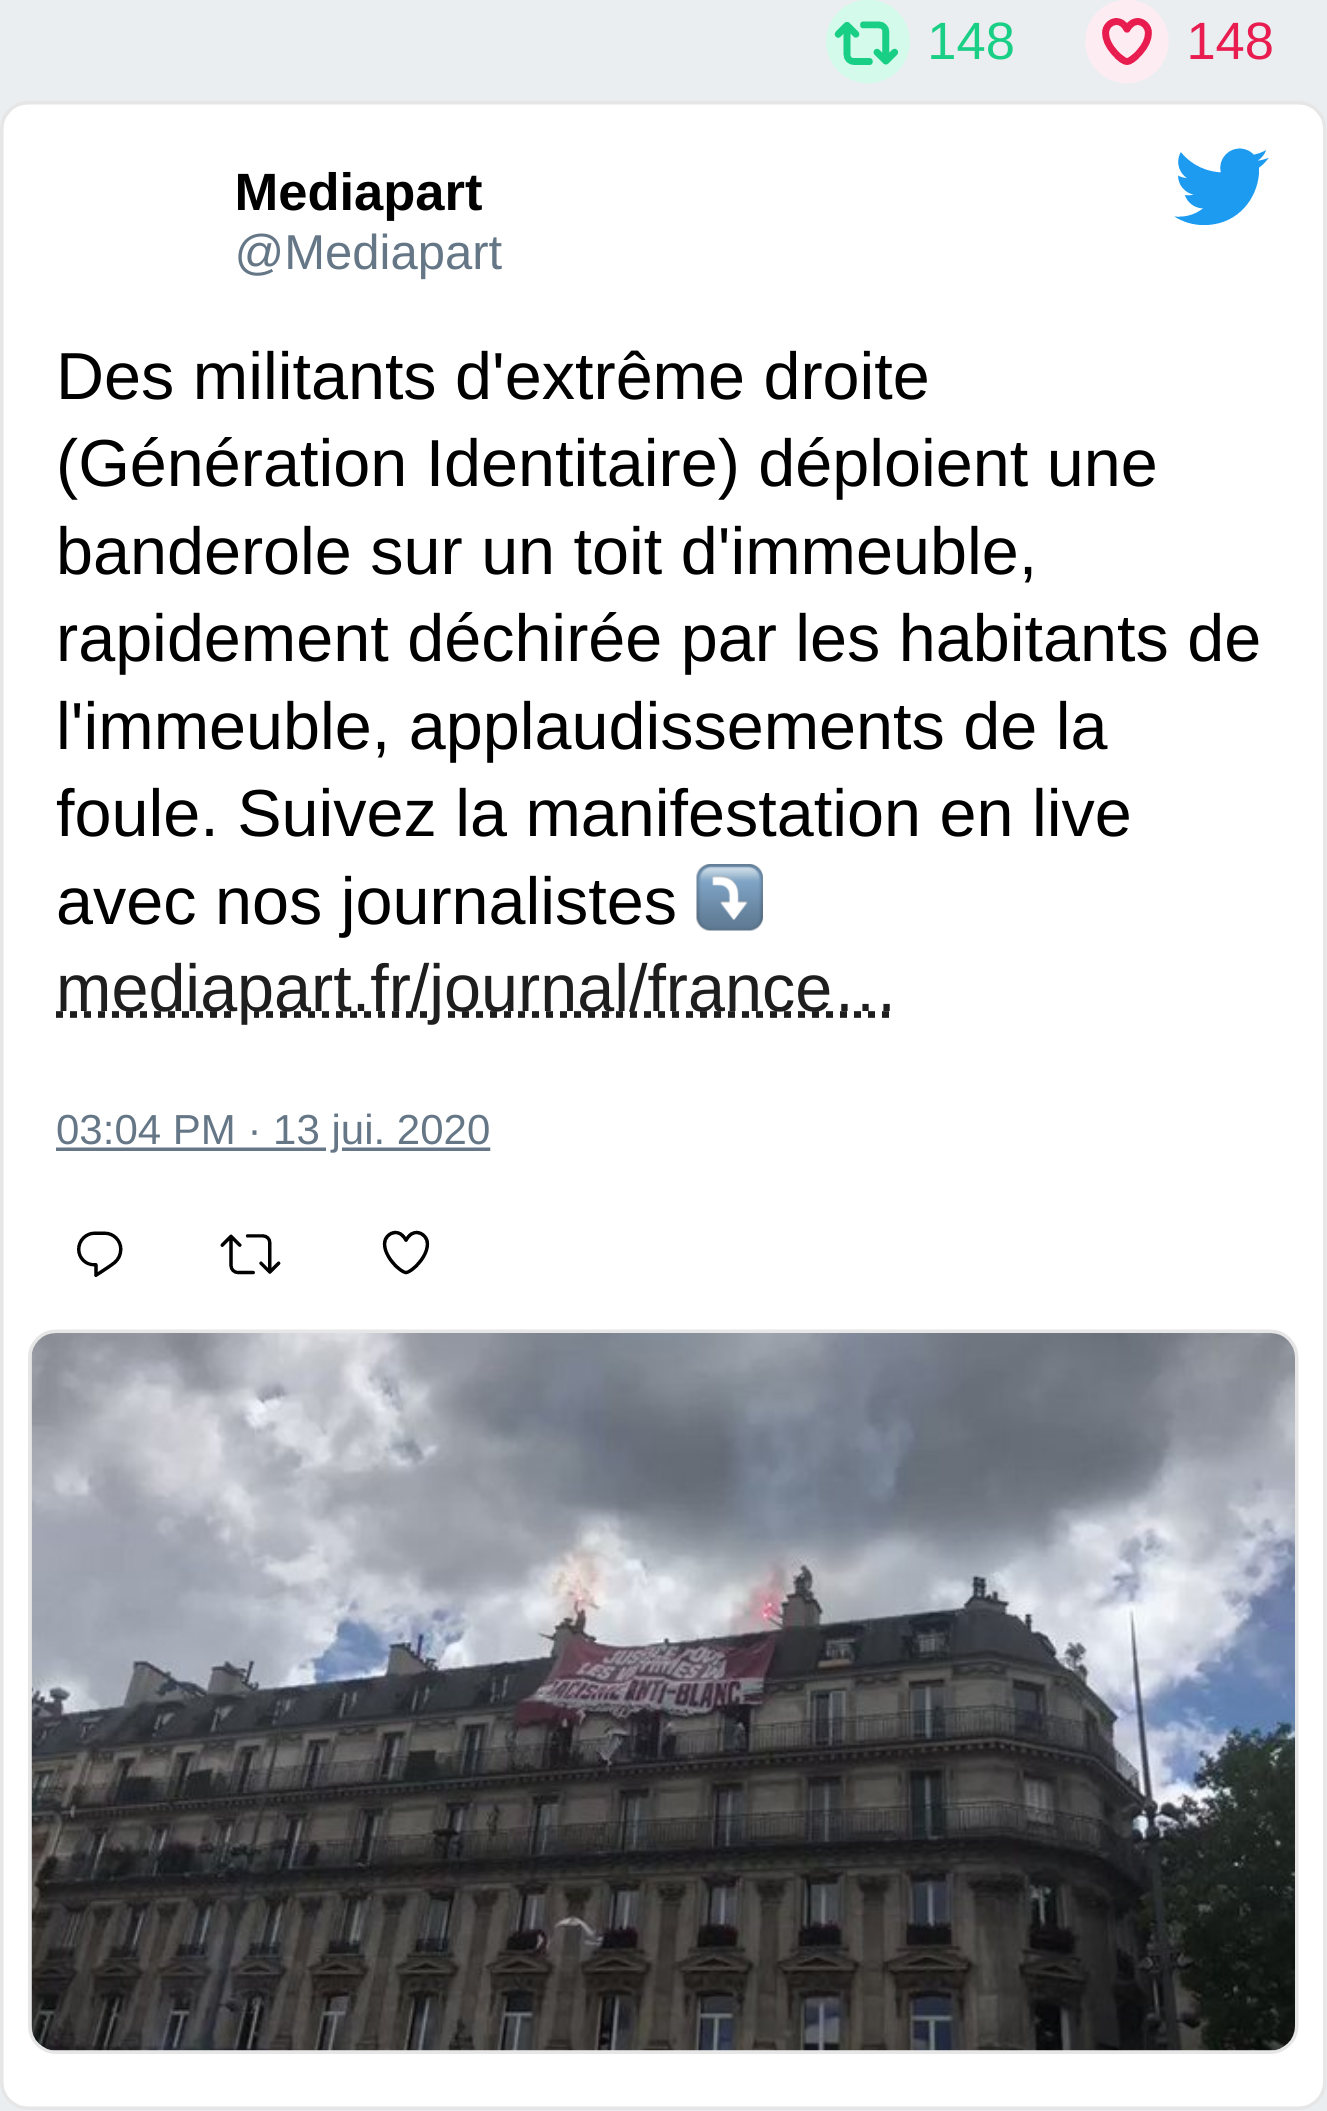 148 148
Mediapart
@Mediapart
Des militants d'extrême droite
(Génération Identitaire) déploient une
banderole sur un toit d'immeuble,
rapidement déchirée par les habitants de
l'immeuble, applaudissements de la
foule. Suivez la manifestation en live
avec nos journalistes ⤵️
mediapart.fr/journal/france…
03:04 PM · 13 jui. 2020
JUSTICE POUR
LES VICTIMES DU
RACISME ANTI-BLANC